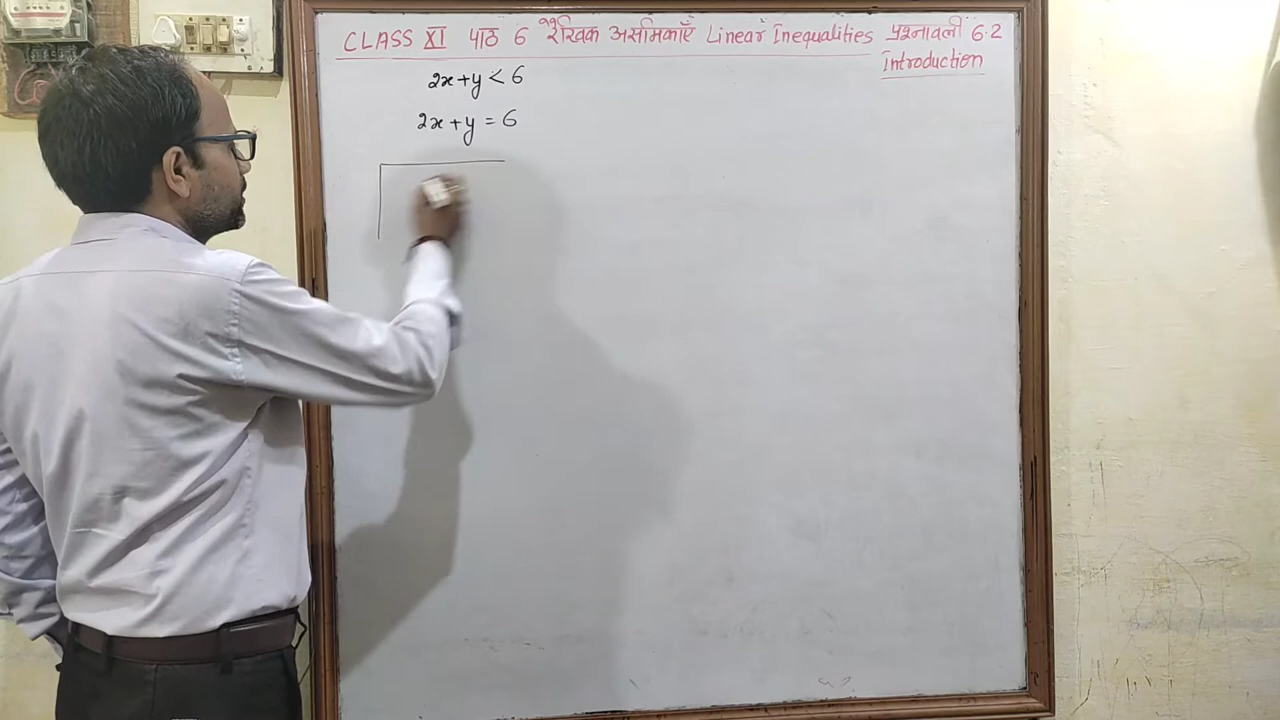 CLASS XI पाठ 6 रैखिक असमिकाएँ Linear Inequalities प्रश्नावली 6.2
Introduction
2x+y < 6
2x+y = 6